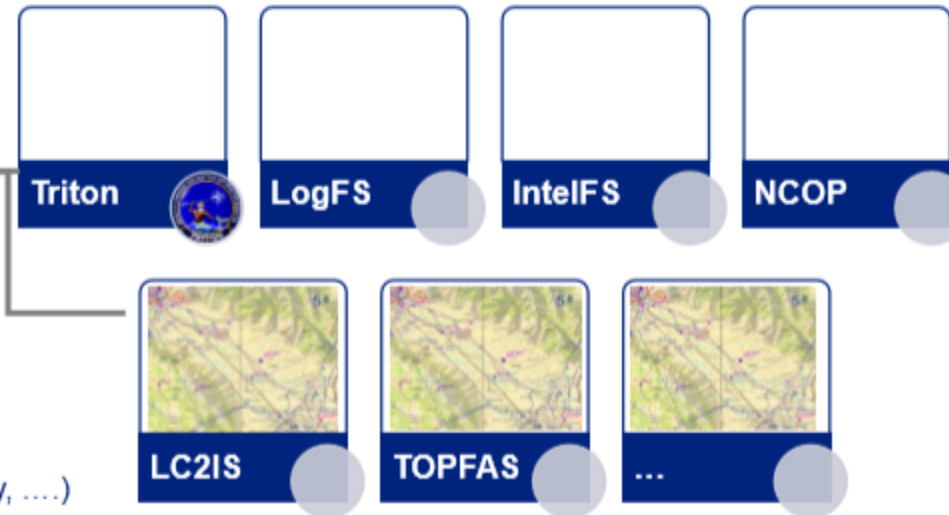 Triton
LogFS
IntelFS
NCOP
LC2IS
TOPFAS
...
, ....)